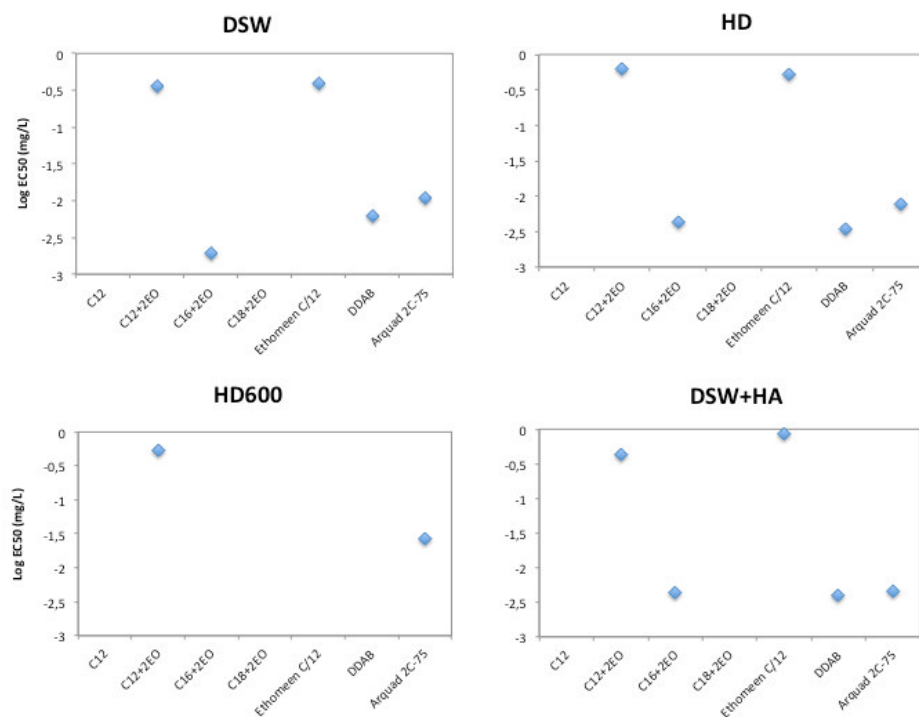 DSW
0
-0,5
-1
-1,5
-2
-2,5
-3
Log EC50 (mg/L)
C12
C12+2EO
C16+2EO
C18+2EO
Ethomeen C/12
DDAB
Arquad 2C-75
HD
0
-0,5
-1
-1,5
-2
-2,5
-3
C12
C12+2EO
C16+2EO
C18+2EO
Ethomeen C/12
DDAB
Arquad 2C-75
HD600
0
-0,5
-1
-1,5
-2
-2,5
-3
Log EC50 (mg/L)
C12
C12+2EO
C16+2EO
C18+2EO
Ethomeen C/12
DDAB
Arquad 2C-75
DSW+HA
0
-0,5
-1
-1,5
-2
-2,5
-3
C12
C12+2EO
C16+2EO
C18+2EO
Ethomeen C/12
DDAB
Arquad 2C-75